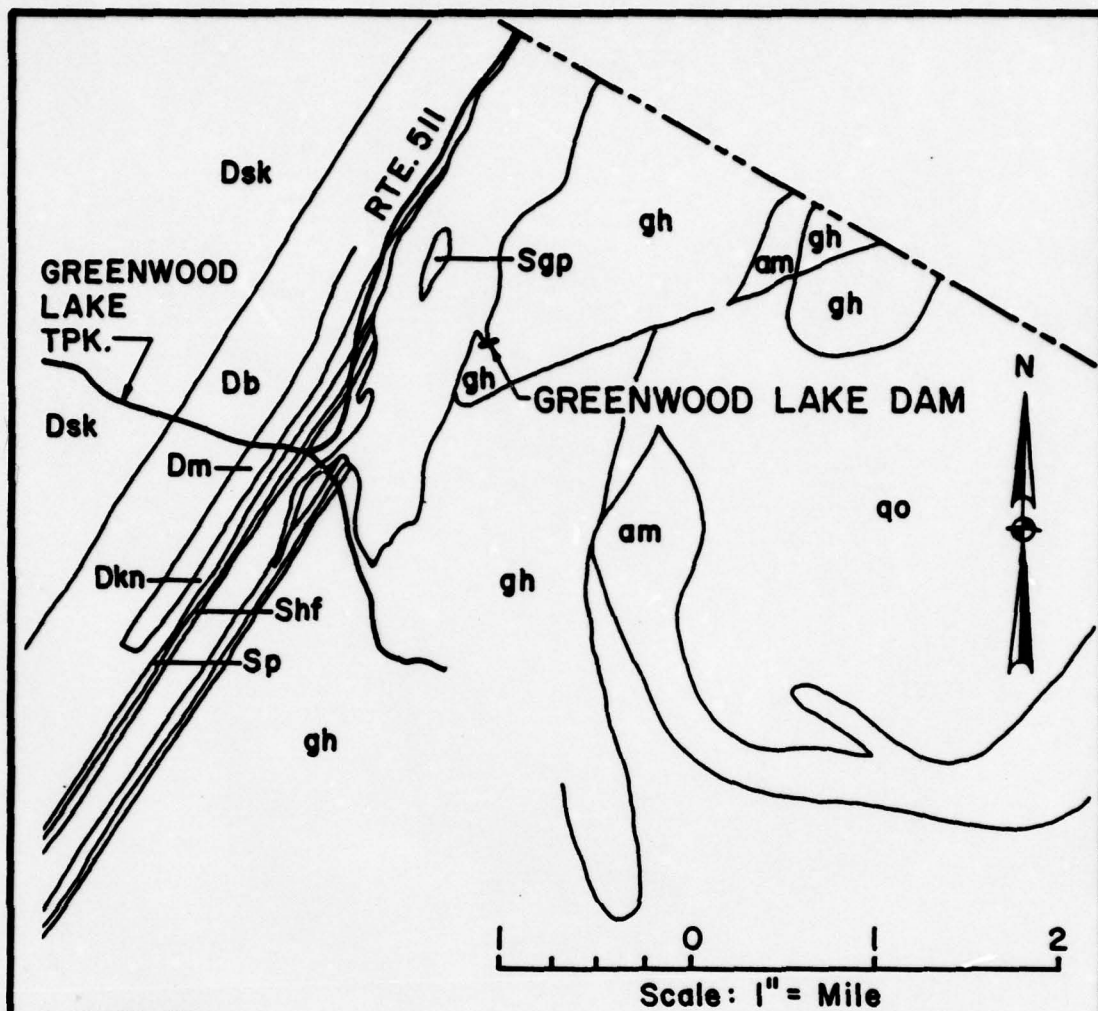 Dsk
RTE. 511
gh
Sgp
gh
am
gh
GREENWOOD
LAKE
TPK.
Db
gh
GREENWOOD LAKE DAM
N
Dsk
Dm
am
qo
Dkn
gh
Shf
Sp
gh
1 0 1 2
Scale: 1" = Mile